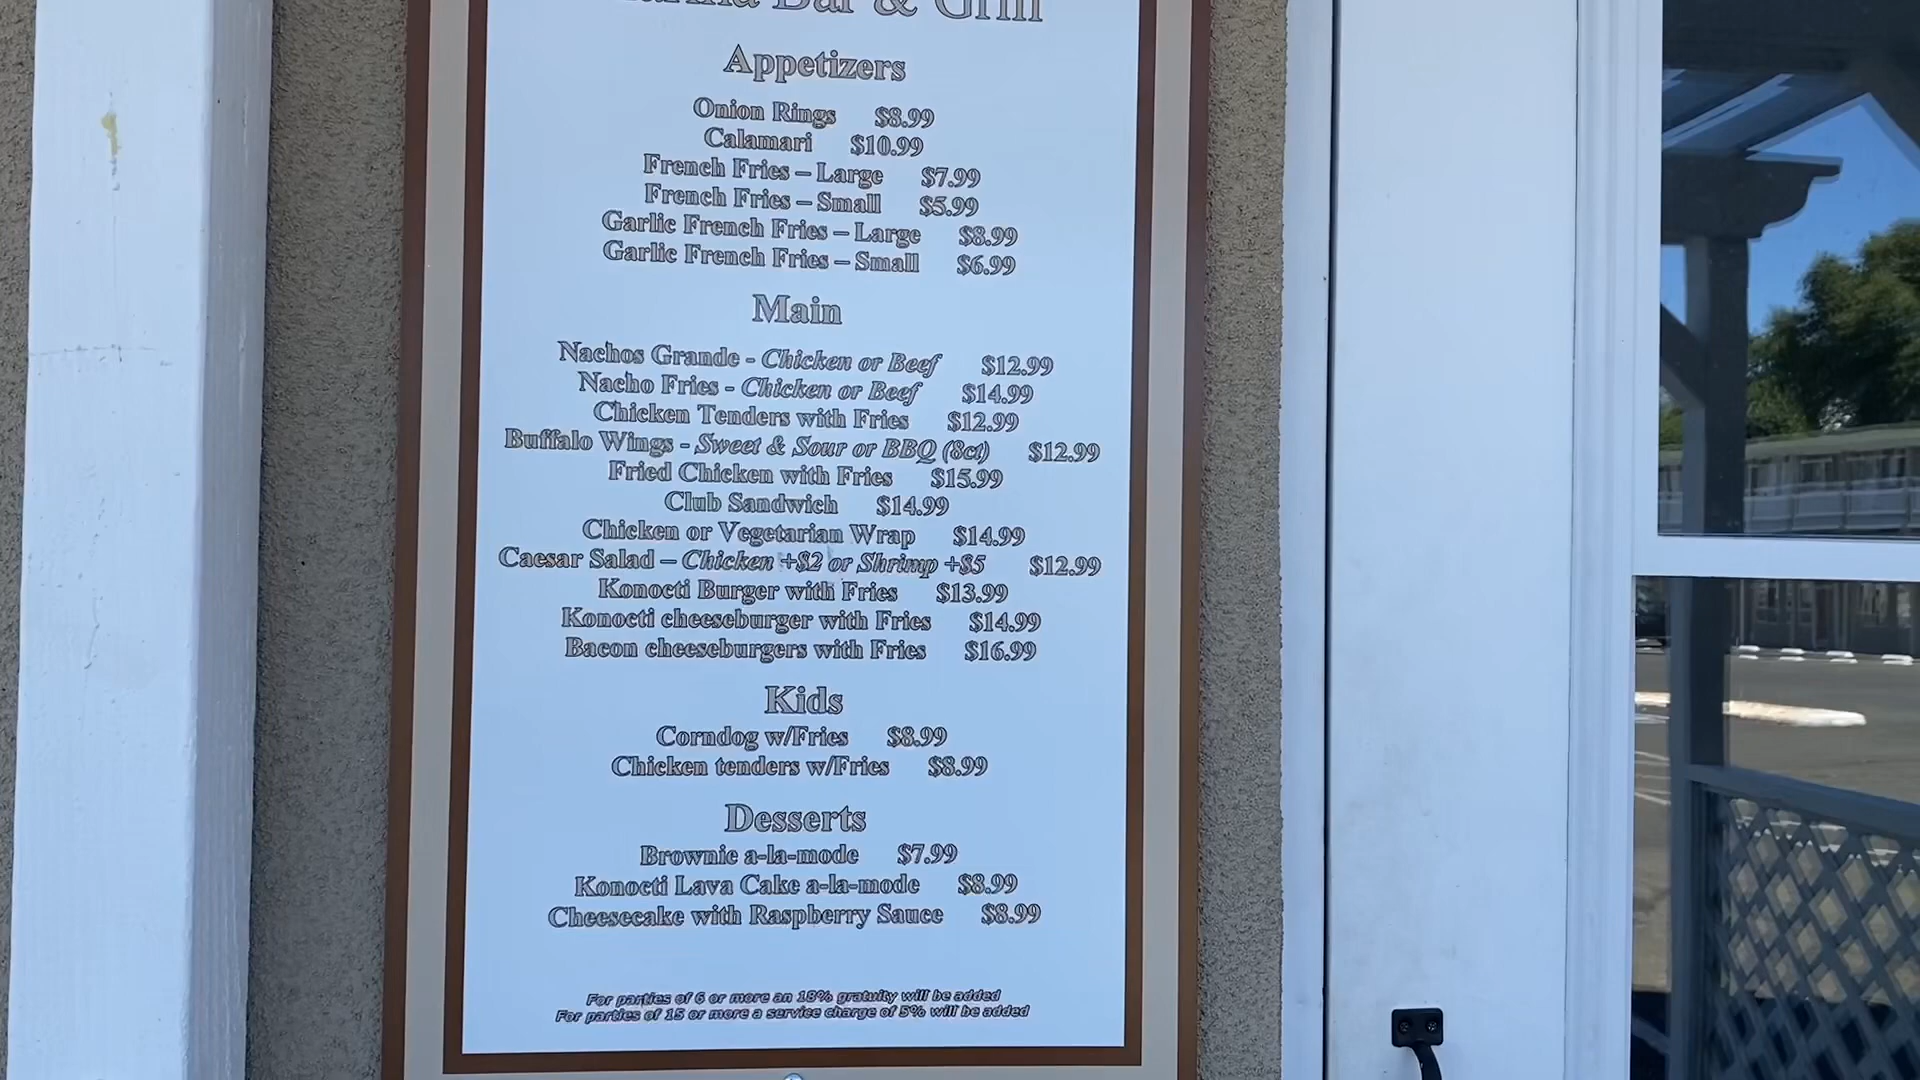 Bar & Grill
Appetizers
Onion Rings $8.99
Calamari $10.99
French Fries – Large $7.99
French Fries – Small $5.99
Garlic French Fries – Large $8.99
Garlic French Fries – Small $6.99
Main
Nachos Grande - Chicken or Beef $12.99
Nacho Fries - Chicken or Beef $14.99
Chicken Tenders with Fries $12.99
Buffalo Wings - Sweet & Sour or BBQ (8ct) $12.99
Fried Chicken with Fries $15.99
Club Sandwich $14.99
Chicken or Vegetarian Wrap $14.99
Caesar Salad – Chicken +$2 or Shrimp +$5 $12.99
Konocti Burger with Fries $13.99
Konocti cheeseburger with Fries $14.99
Bacon cheeseburgers with Fries $16.99
Kids
Corndog w/Fries $8.99
Chicken tenders w/Fries $8.99
Desserts
Brownie a-la-mode $7.99
Konocti Lava Cake a-la-mode $8.99
Cheesecake with Raspberry Sauce $8.99
For parties of 6 or more an 18% gratuity will be added
For parties of 15 or more a service charge of 5% will be added